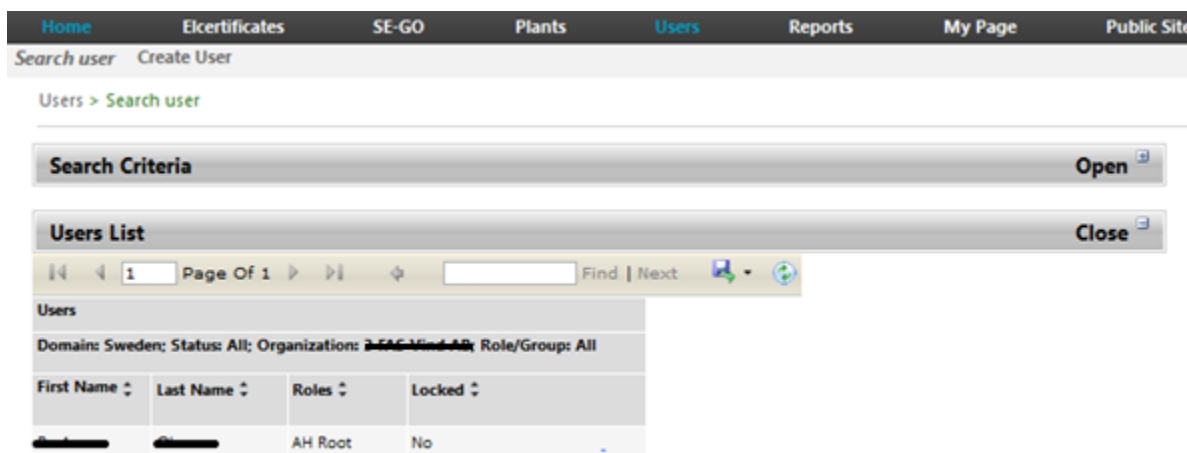 Home Elcertificates SE-GO Plants Users Reports My Page Public Site
Search user Create User
Users > Search user
Search Criteria Open
Users List Close
1 Page Of 1 Find | Next
Users
Domain: Sweden; Status: All; Organization: Role/Group: All
First Name Last Name Roles Locked
AH Root No